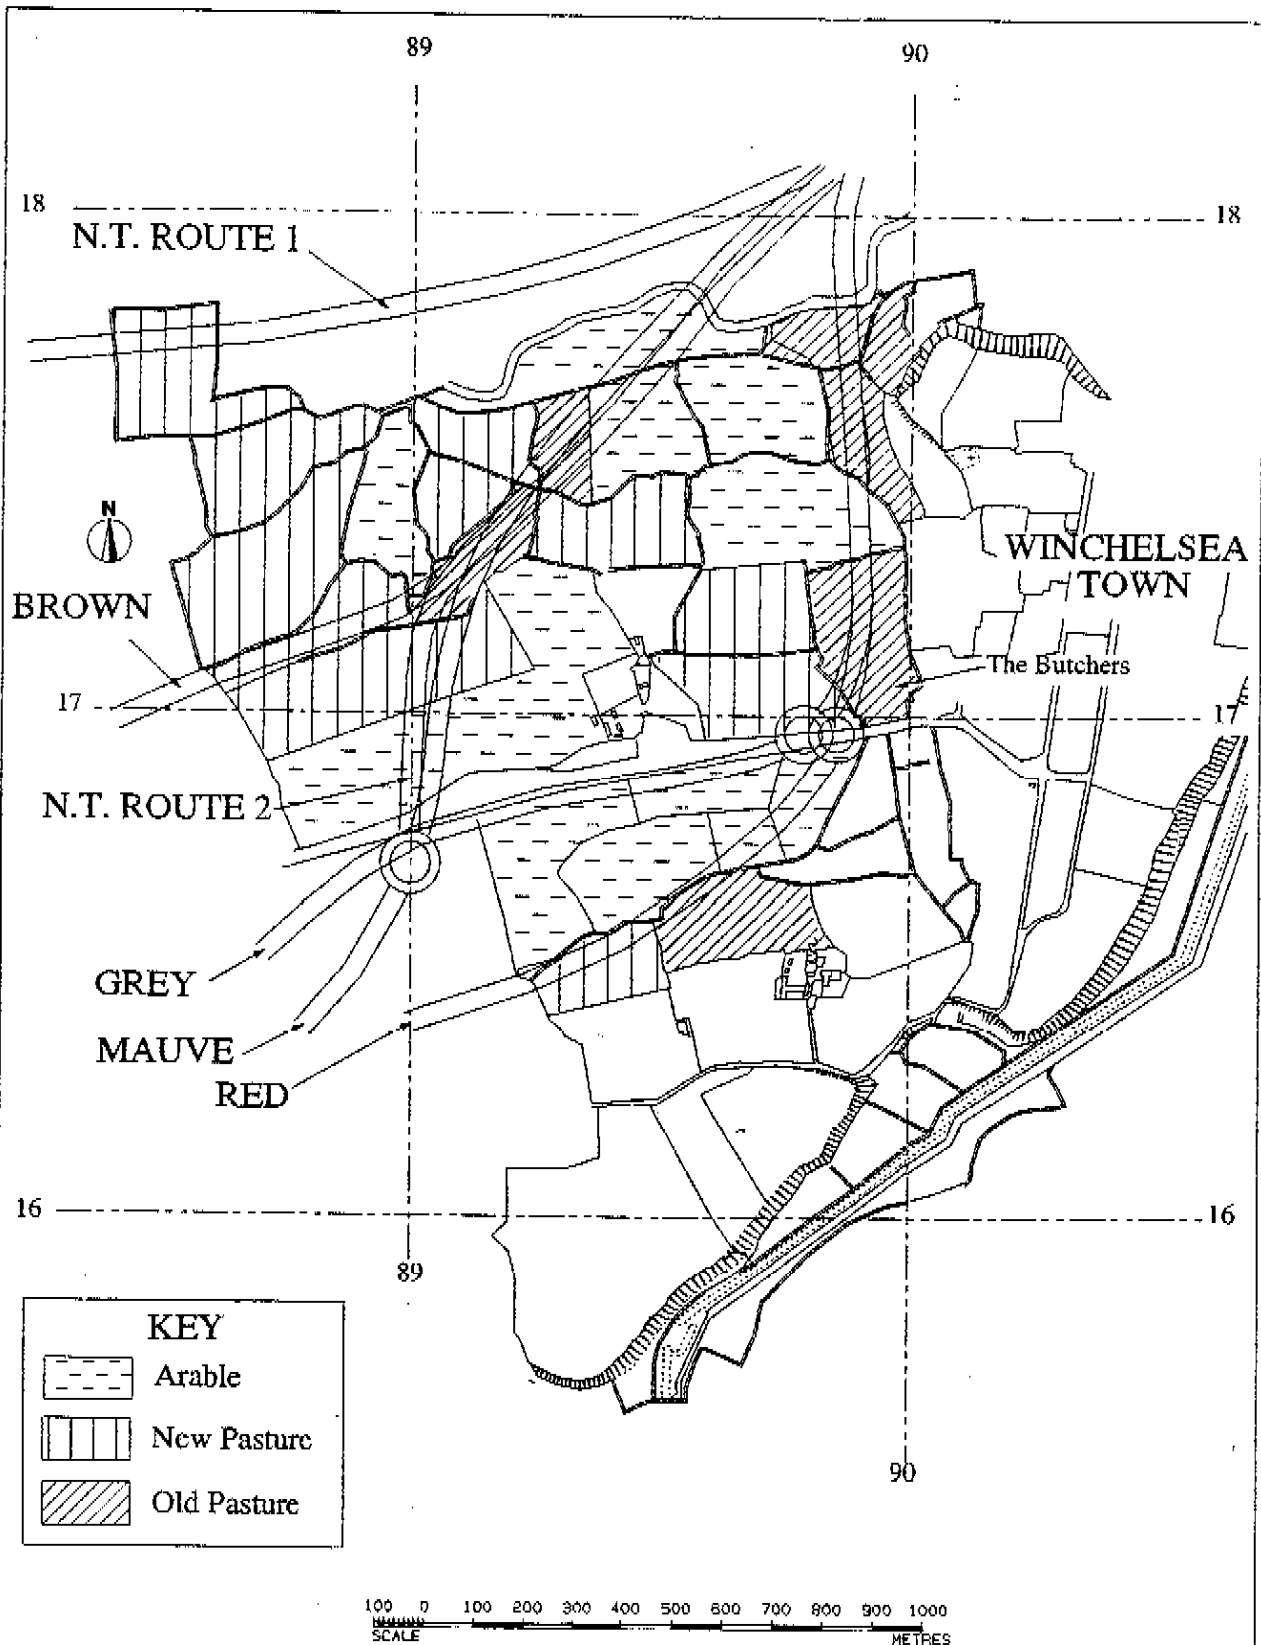 89
90
18
18
N.T. ROUTE 1
N
WINCHELSEA
TOWN
BROWN
The Butchers
17
17
N.T. ROUTE 2
GREY
MAUVE
RED
16
16
89
KEY
Arable
New Pasture
Old Pasture
90
100 0 100 200 300 400 500 600 700 800 900 1000
SCALE METRES